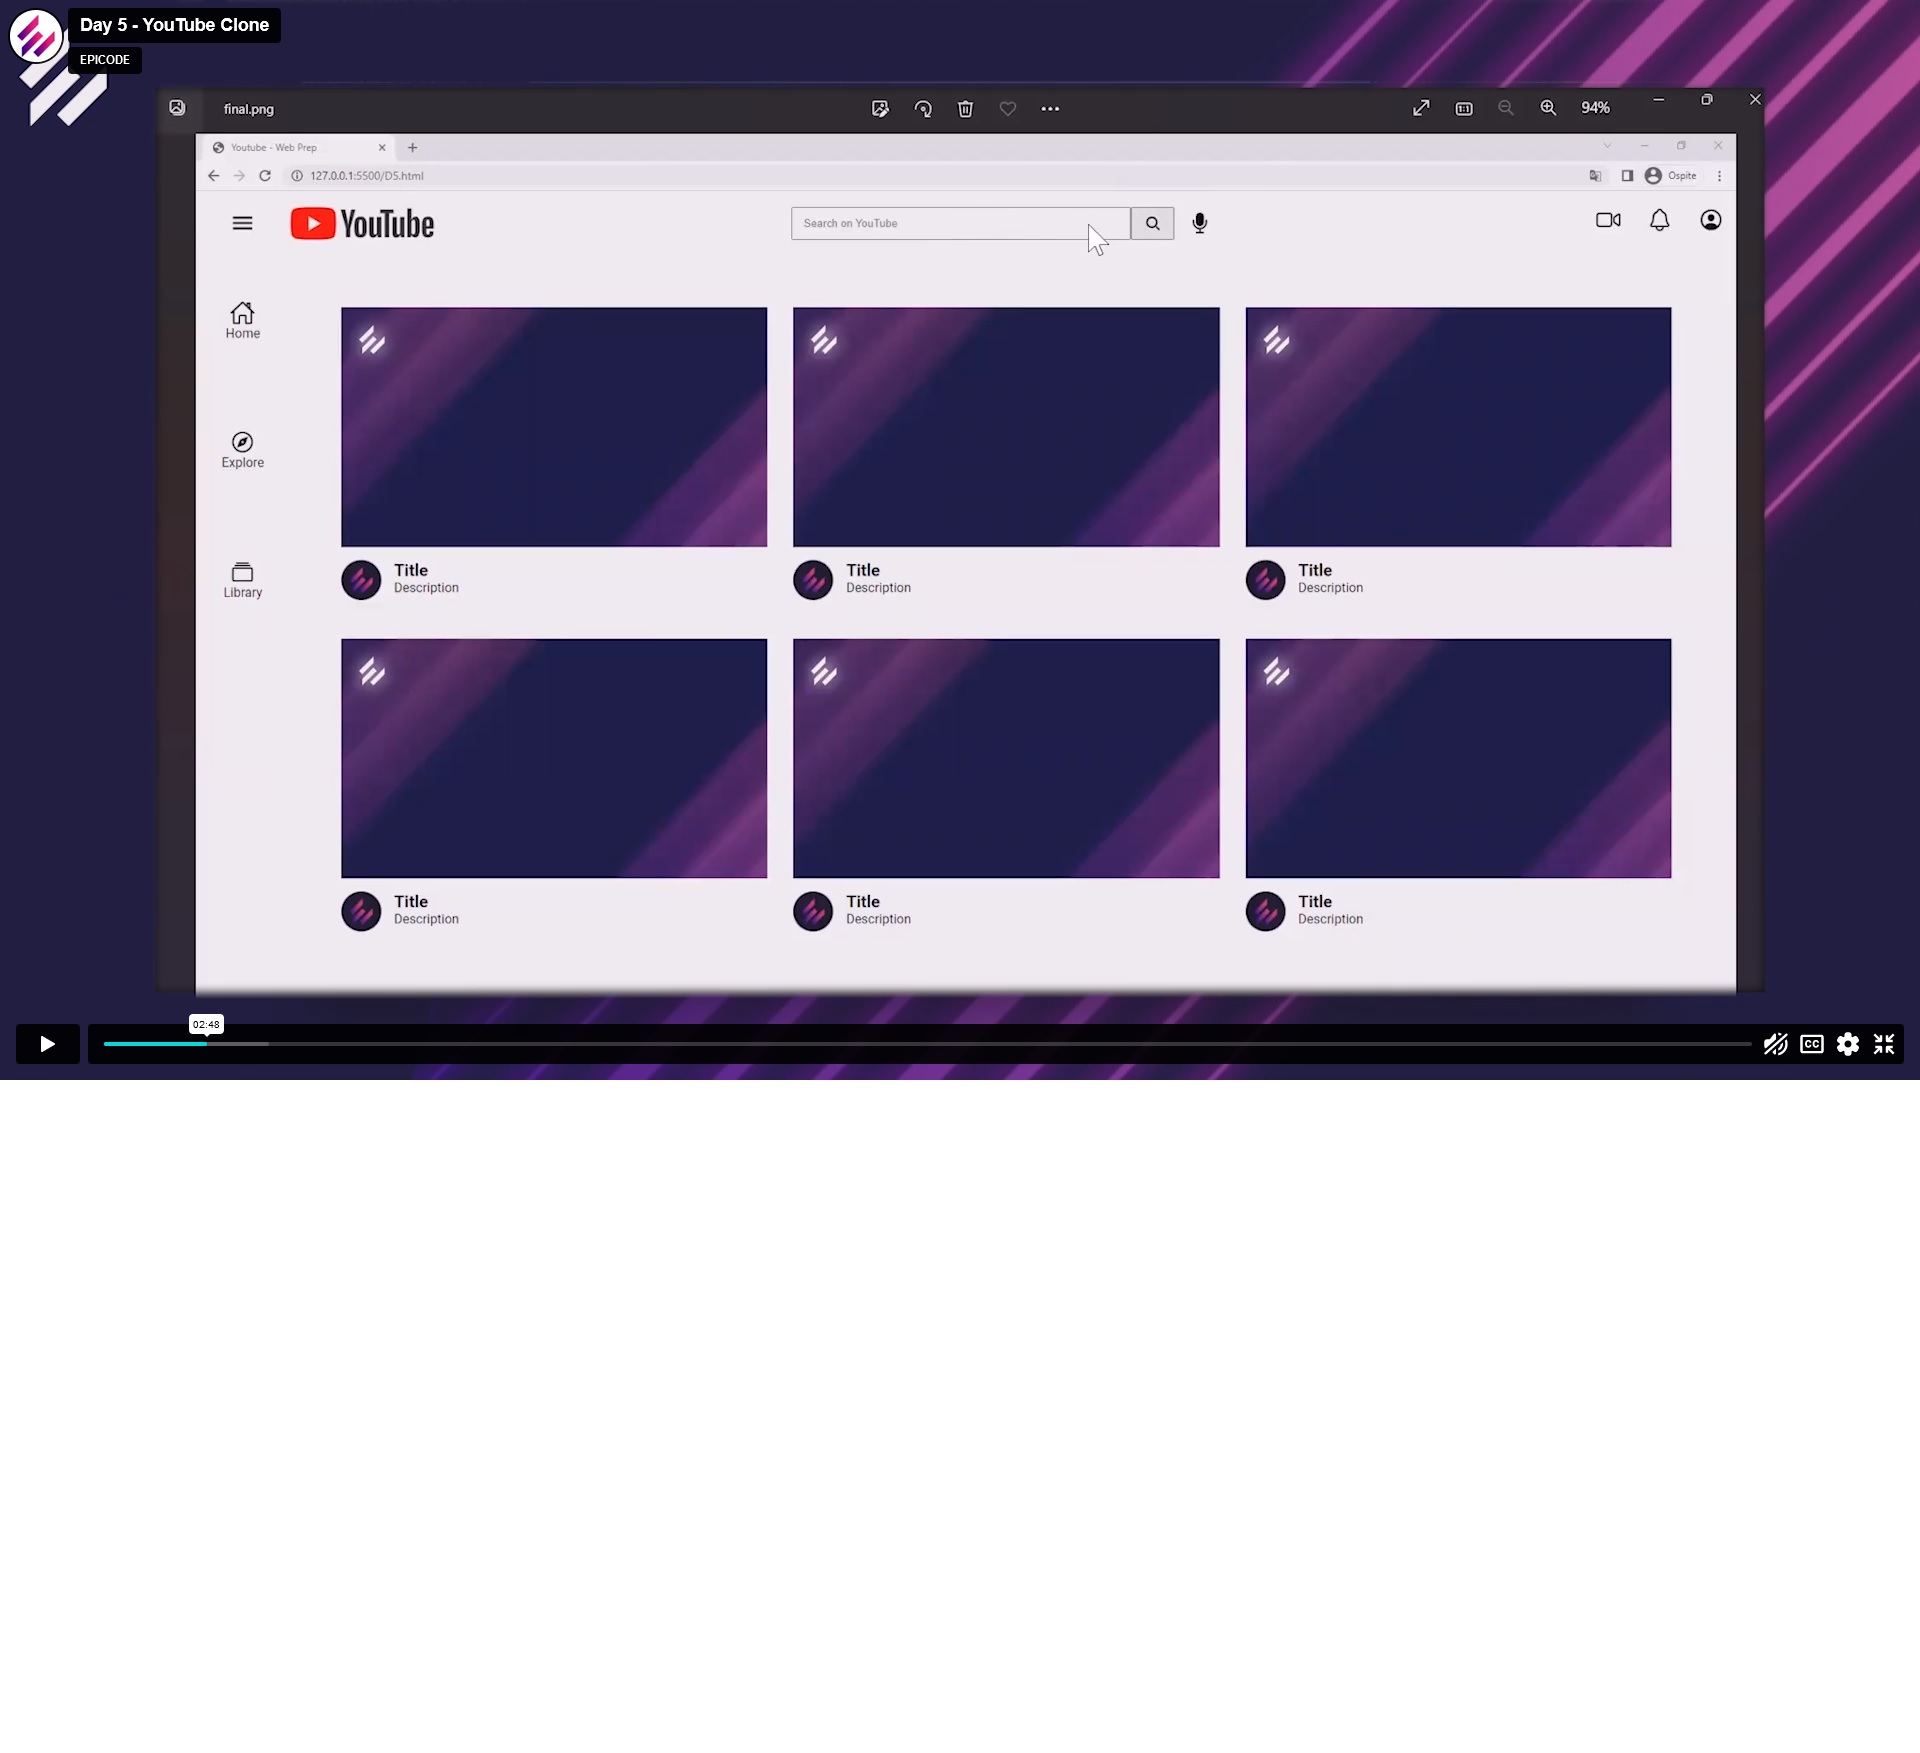 Day 5 - YouTube Clone
EPICODE
final.png
94%
Youtube - Web Prep
127.0.0.1:5500/D5.html
Ospite
YouTube
Search on YouTube
Home
Explore
Library
Title
Description
Title
Description
Title
Description
Title
Description
Title
Description
Title
Description
02:48
CC